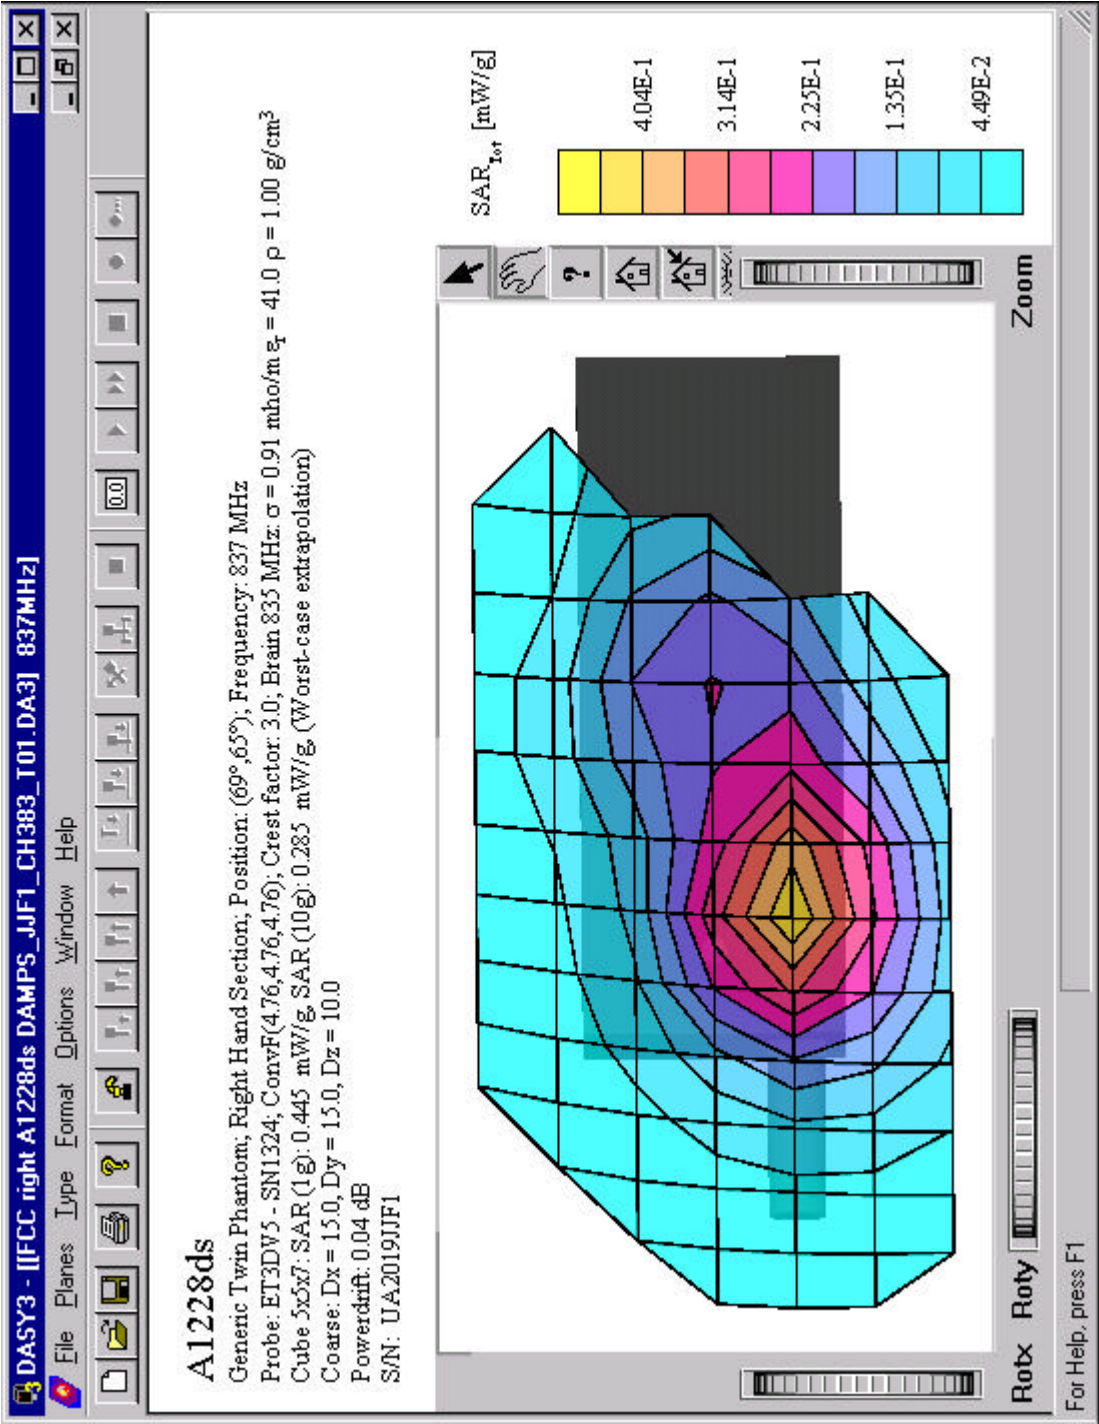 DASY3 - [[FCC right A1228ds DAMPS_JJF1_CH383_T01.DA3] 837MHz]
File Planes Type Format Options Window Help
0.0
A1228ds
Generic Twin Phantom; Right Hand Section; Position: (69°,65°); Frequency: 837 MHz
Probe: ET3DV5 - SN1324; ConvF(4.76,4.76,4.76); Crest factor: 3.0; Brain 835 MHz: σ = 0.91 mho/m εr = 41.0 ρ = 1.00 g/cm³
Cube 5x5x7: SAR (1g): 0.445 mW/g, SAR (10g): 0.285 mW/g, (Worst-case extrapolation)
Coarse: Dx = 15.0, Dy = 15.0, Dz = 10.0
Powerdrift: 0.04 dB
S/N: UA2019JJF1
SARTot [mW/g]
4.04E-1
3.14E-1
2.25E-1
1.35E-1
4.49E-2
Rotx Roty Zoom
For Help, press F1